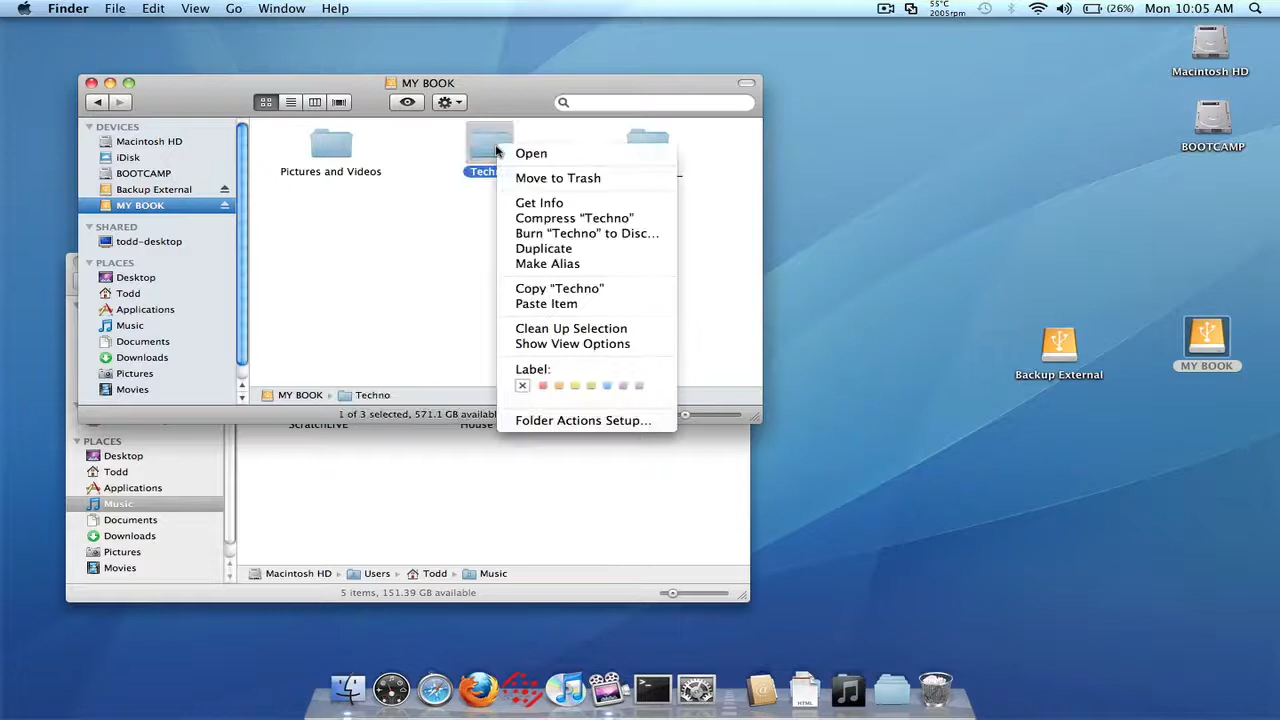 Finder File Edit View Go Window Help
55°C
2005rpm
(26%) Mon 10:05 AM
Macintosh HD
BOOTCAMP
Backup External
MY BOOK
MY BOOK
DEVICES
Macintosh HD
iDisk
BOOTCAMP
Backup External
MY BOOK
SHARED
todd-desktop
PLACES
Desktop
Todd
Applications
Music
Documents
Downloads
Pictures
Movies
Pictures and Videos
Techn
MY BOOK Techno
1 of 3 selected, 571.1 GB availab
Open
Move to Trash
Get Info
Compress “Techno”
Burn “Techno” to Disc...
Duplicate
Make Alias
Copy “Techno”
Paste Item
Clean Up Selection
Show View Options
Label:
Folder Actions Setup...
ScratchLIVE House
PLACES
Desktop
Todd
Applications
Music
Documents
Downloads
Pictures
Movies
Macintosh HD Users Todd Music
5 items, 151.39 GB available
HTML